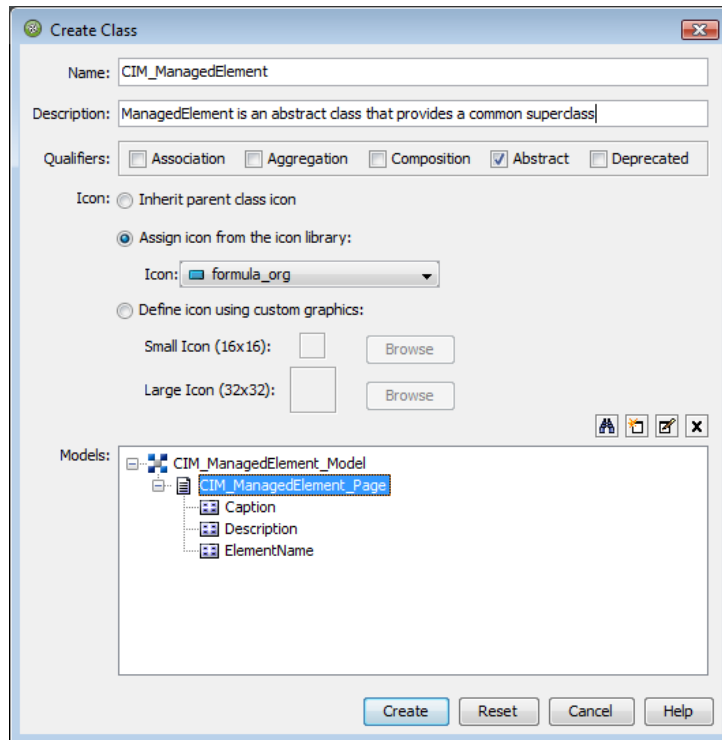 Create Class
Name: CIM_ManagedElement
Description: ManagedElement is an abstract class that provides a common superclass
Qualifiers: Association Aggregation Composition Abstract Deprecated
Icon: Inherit parent class icon
Assign icon from the icon library:
Icon: formula_org
Define icon using custom graphics:
Small Icon (16x16): Browse
Large Icon (32x32): Browse
Models: CIM_ManagedElement_Model
CIM_ManagedElement_Page
Caption
Description
ElementName
Create Reset Cancel Help